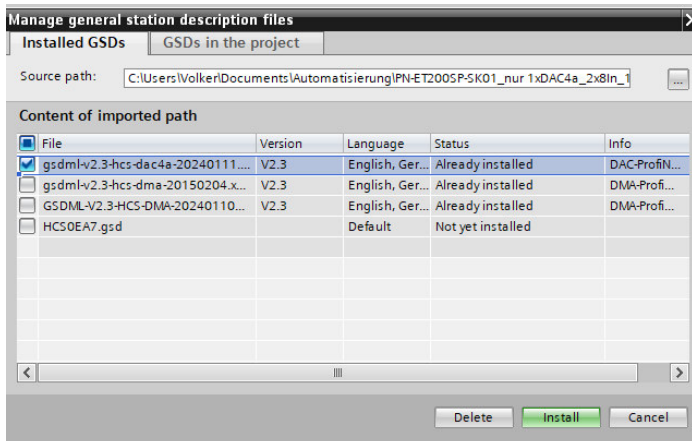 Manage general station description files
Installed GSDs GSDs in the project
Source path: C:\Users\Volker\Documents\Automatisierung\PN-ET200SP-SK01_nur 1xDAC4a_2x8In_1 ...
Content of imported path
File Version Language Status Info
gsdml-v2.3-hcs-dac4a-20240111.... V2.3 English, Ger... Already installed DAC-ProfiN...
gsdml-v2.3-hcs-dma-20150204.x... V2.3 English, Ger... Already installed DMA-Profi...
GSDML-V2.3-HCS-DMA-20240110... V2.3 English, Ger... Already installed DMA-Profi...
HCS0EA7.gsd Default Not yet installed
Delete Install Cancel